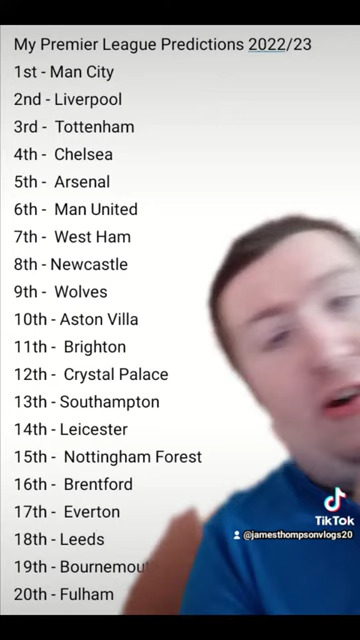 My Premier League Predictions 2022/23
1st - Man City
2nd - Liverpool
3rd - Tottenham
4th - Chelsea
5th - Arsenal
6th - Man United
7th - West Ham
8th - Newcastle
9th - Wolves
10th - Aston Villa
11th - Brighton
12th - Crystal Palace
13th - Southampton
14th - Leicester
15th - Nottingham Forest
16th - Brentford
17th - Everton
18th - Leeds
19th - Bournemou
20th - Fulham
TikTok
@jamesthompsonvlogs20